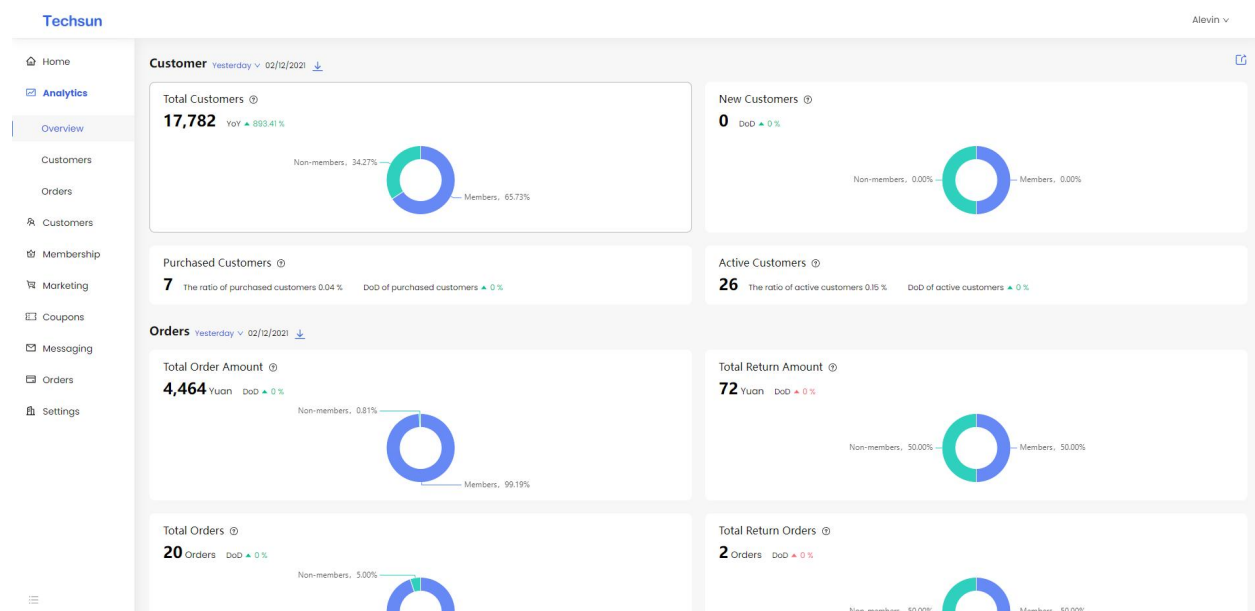 Techsun
Alevin
Home
Analytics
Overview
Customers
Orders
Customers
Membership
Marketing
Coupons
Messaging
Orders
Settings
Customer Yesterday 02/12/2021
Total Customers
17,782 YoY 893.41 %
Non-members, 34.27%
Members, 65.73%
New Customers
0 DoD 0 %
Non-members, 0.00%
Members, 0.00%
Purchased Customers
7 The ratio of purchased customers 0.04 % DoD of purchased customers 0 %
Active Customers
26 The ratio of active customers 0.15 % DoD of active customers 0 %
Orders Yesterday 02/12/2021
Total Order Amount
4,464 Yuan DoD 0 %
Non-members, 0.81%
Members, 99.19%
Total Return Amount
72 Yuan DoD 0 %
Non-members, 50.00%
Members, 50.00%
Total Orders
20 Orders DoD 0 %
Non-members, 5.00%
Total Return Orders
2 Orders DoD 0 %
Non-members, 50.00%
Members, 50.00%